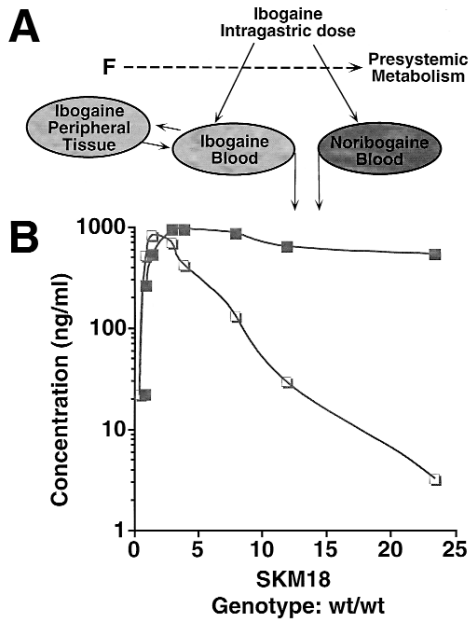 A
Ibogaine
Intragastric dose
F
Presystemic
Metabolism
Ibogaine
Peripheral
Tissue
Ibogaine
Blood
Noribogaine
Blood
B
Concentration (ng/ml)
1000
100
10
1
0 5 10 15 20 25
SKM18
Genotype: wt/wt